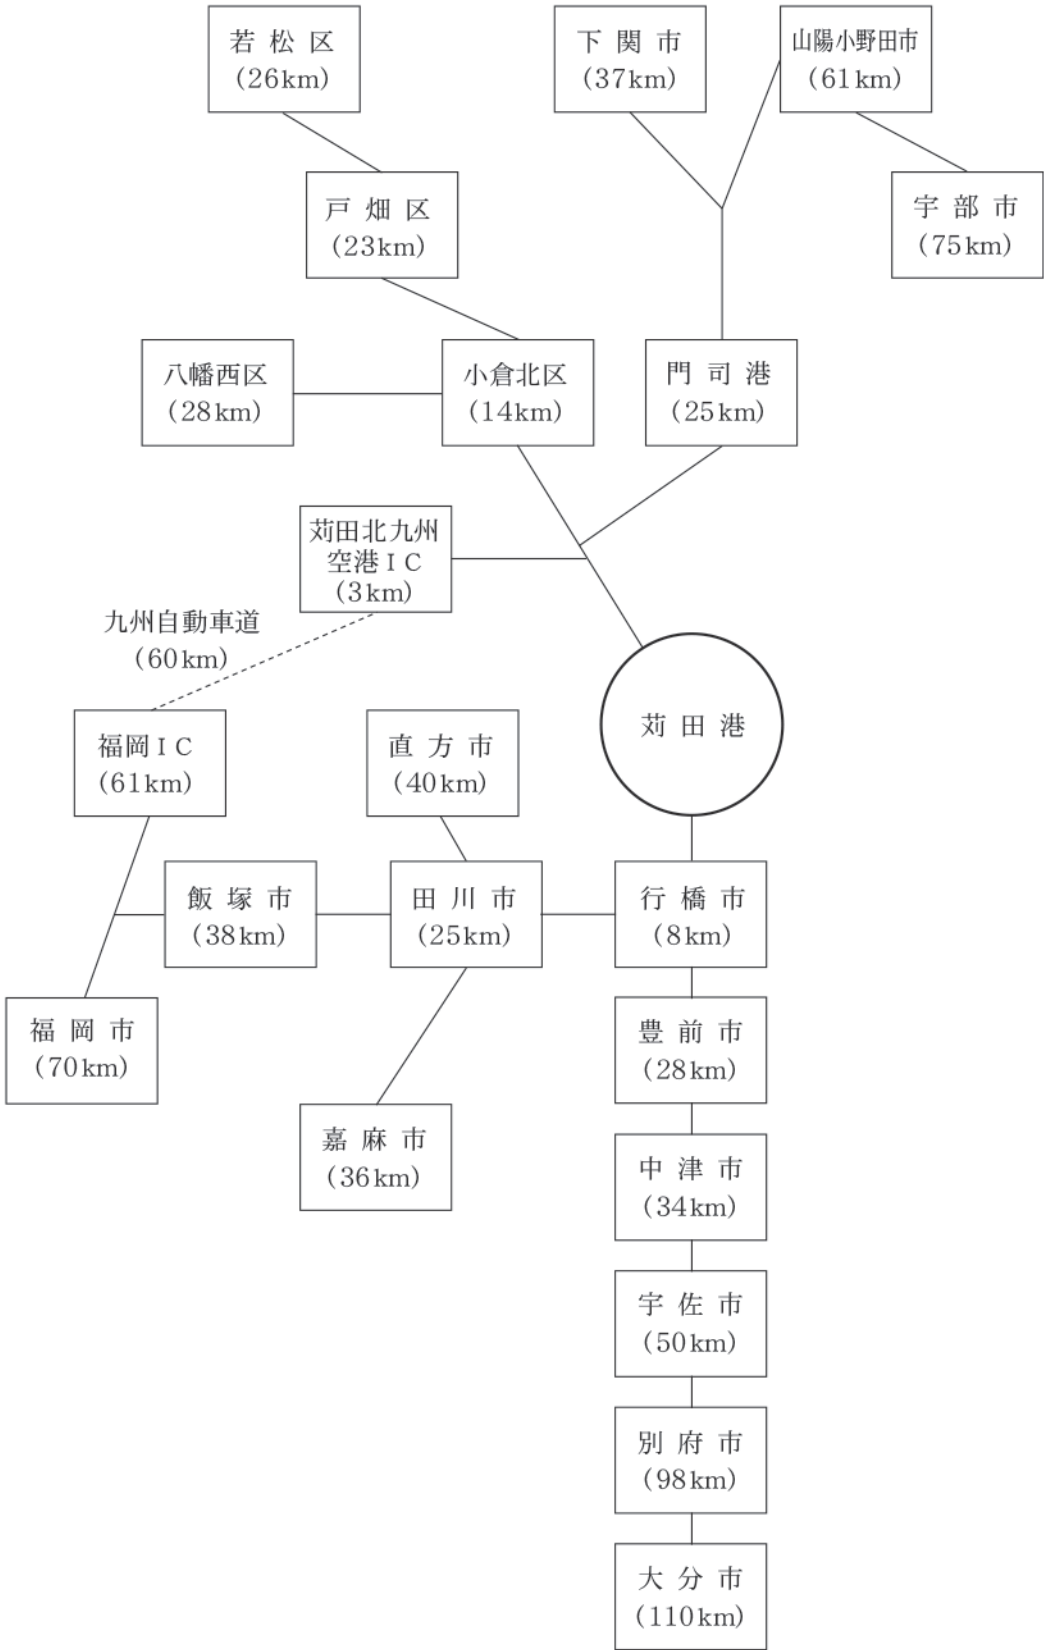 若松区
(26km)
下関市
(37km)
山陽小野田市
(61km)
戸畑区
(23km)
宇部市
(75km)
八幡西区
(28km)
小倉北区
(14km)
門司港
(25km)
苅田北九州
空港IC
(3km)
九州自動車道
(60km)
苅田港
福岡IC
(61km)
直方市
(40km)
飯塚市
(38km)
田川市
(25km)
行橋市
(8km)
福岡市
(70km)
豊前市
(28km)
嘉麻市
(36km)
中津市
(34km)
宇佐市
(50km)
別府市
(98km)
大分市
(110km)